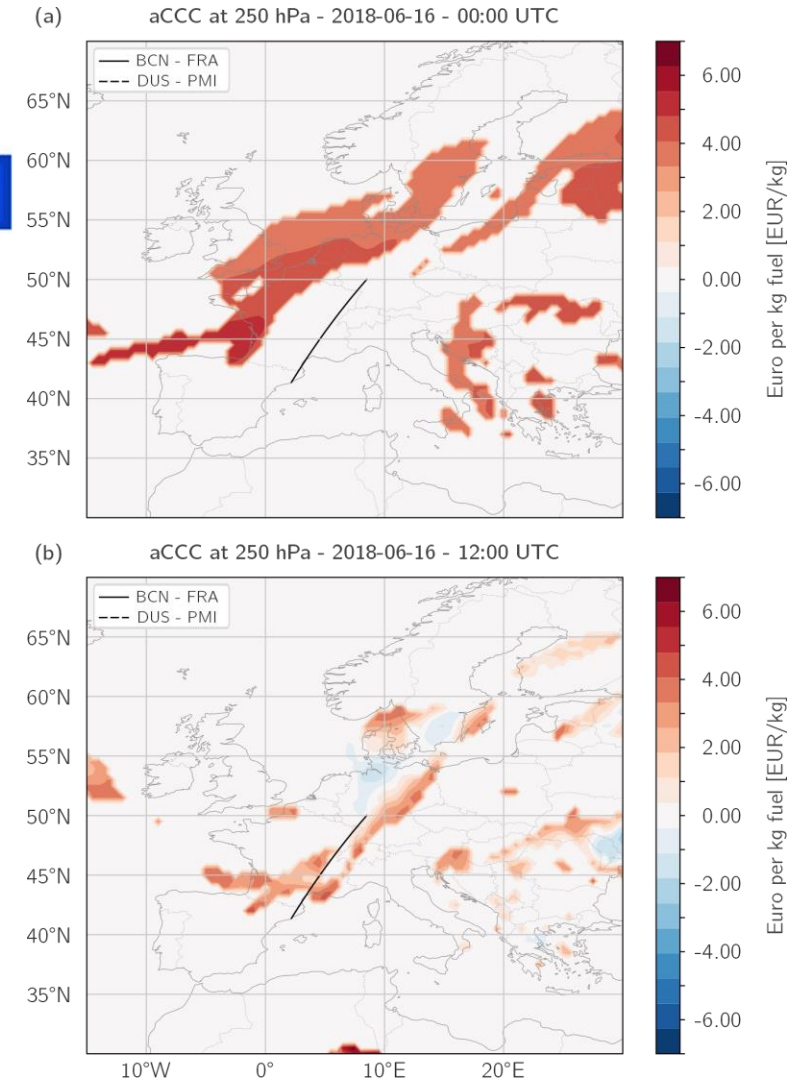 (a) aCCC at 250 hPa - 2018-06-16 - 00:00 UTC
BCN - FRA
DUS - PMI
65°N
60°N
55°N
50°N
45°N
40°N
35°N
6.00
4.00
2.00
0.00
-2.00
-4.00
-6.00
Euro per kg fuel [EUR/kg]
(b) aCCC at 250 hPa - 2018-06-16 - 12:00 UTC
BCN - FRA
DUS - PMI
65°N
60°N
55°N
50°N
45°N
40°N
35°N
10°W 0° 10°E 20°E
6.00
4.00
2.00
0.00
-2.00
-4.00
-6.00
Euro per kg fuel [EUR/kg]